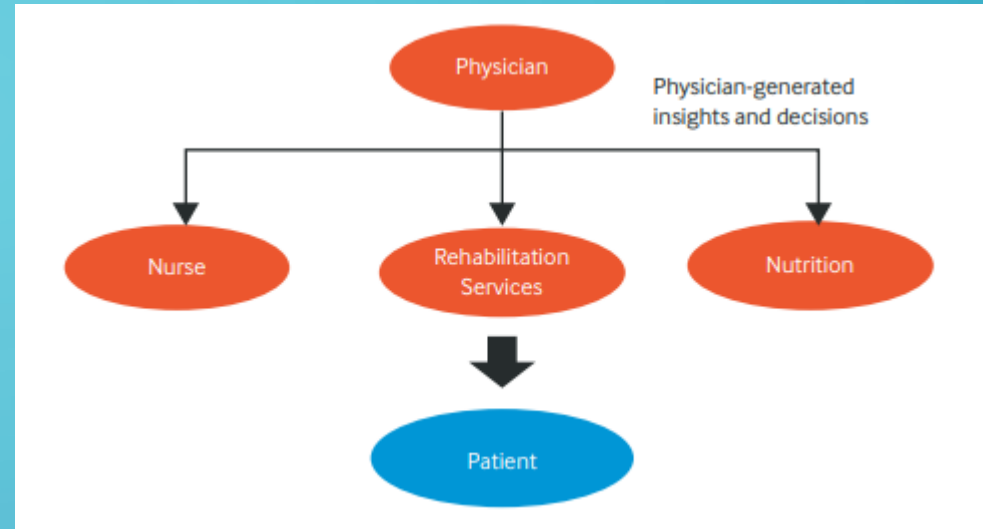 Physician
Physician-generated
insights and decisions
Nurse
Rehabilitation
Services
Nutrition
Patient